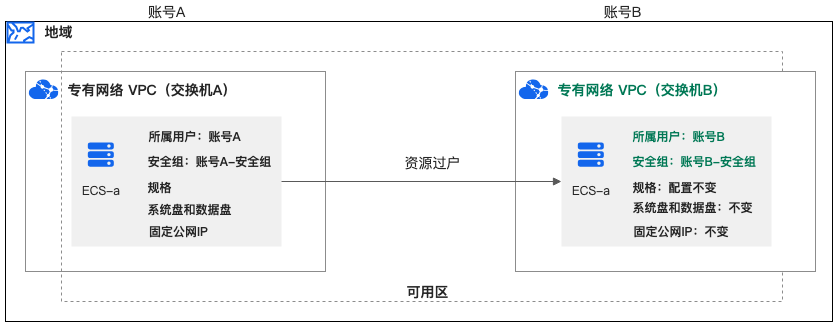 账号A
账号B
地域
专有网络 VPC（交换机A）
所属用户：账号A
安全组：账号A-安全组
规格
系统盘和数据盘
固定公网IP
ECS-a
资源过户
专有网络 VPC（交换机B）
所属用户：账号B
安全组：账号B-安全组
规格：配置不变
系统盘和数据盘：不变
固定公网IP：不变
ECS-a
可用区